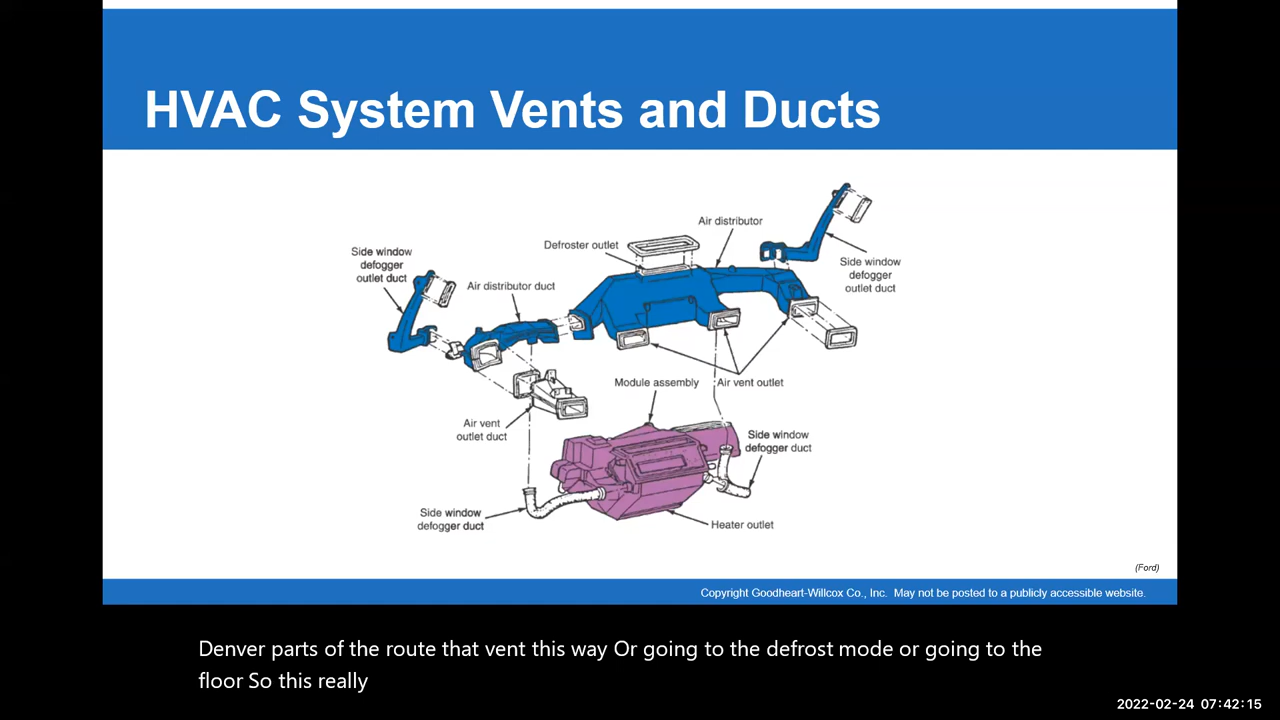 HVAC System Vents and Ducts
Air distributor
Defroster outlet
Side window
defogger
outlet duct
Side window
defogger
outlet duct
Air distributor duct
Module assembly
Air vent outlet
Air vent
outlet duct
Side window
defogger duct
Side window
defogger duct
Heater outlet
(Ford)
Copyright Goodheart-Willcox Co., Inc. May not be posted to a publicly accessible website.
Denver parts of the route that vent this way Or going to the defrost mode or going to the
floor So this really
2022-02-24 07:42:15